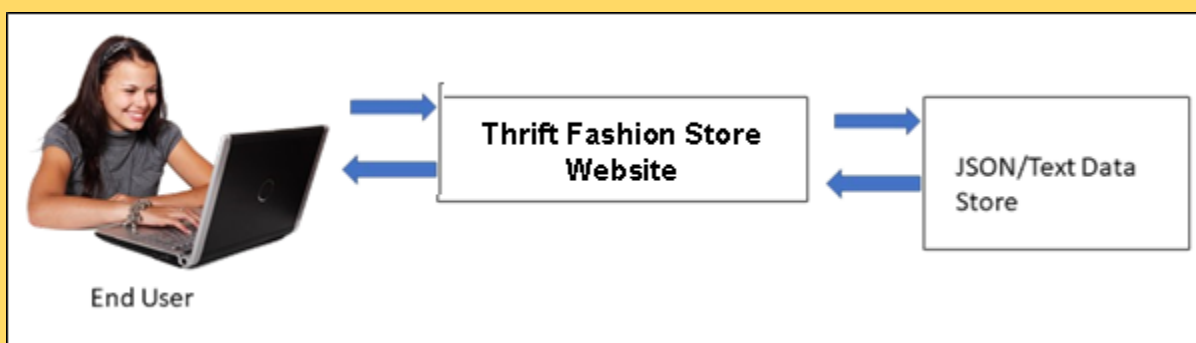 Thrift Fashion Store
Website
JSON/Text Data
Store
End User